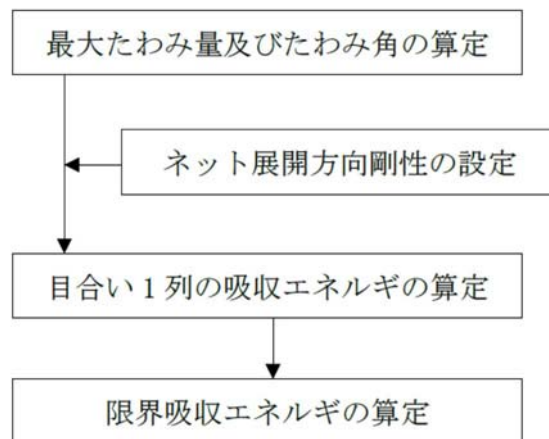 最大たわみ量及びたわみ角の算定
ネット展開方向剛性の設定
目合い1列の吸収エネルギの算定
限界吸収エネルギの算定